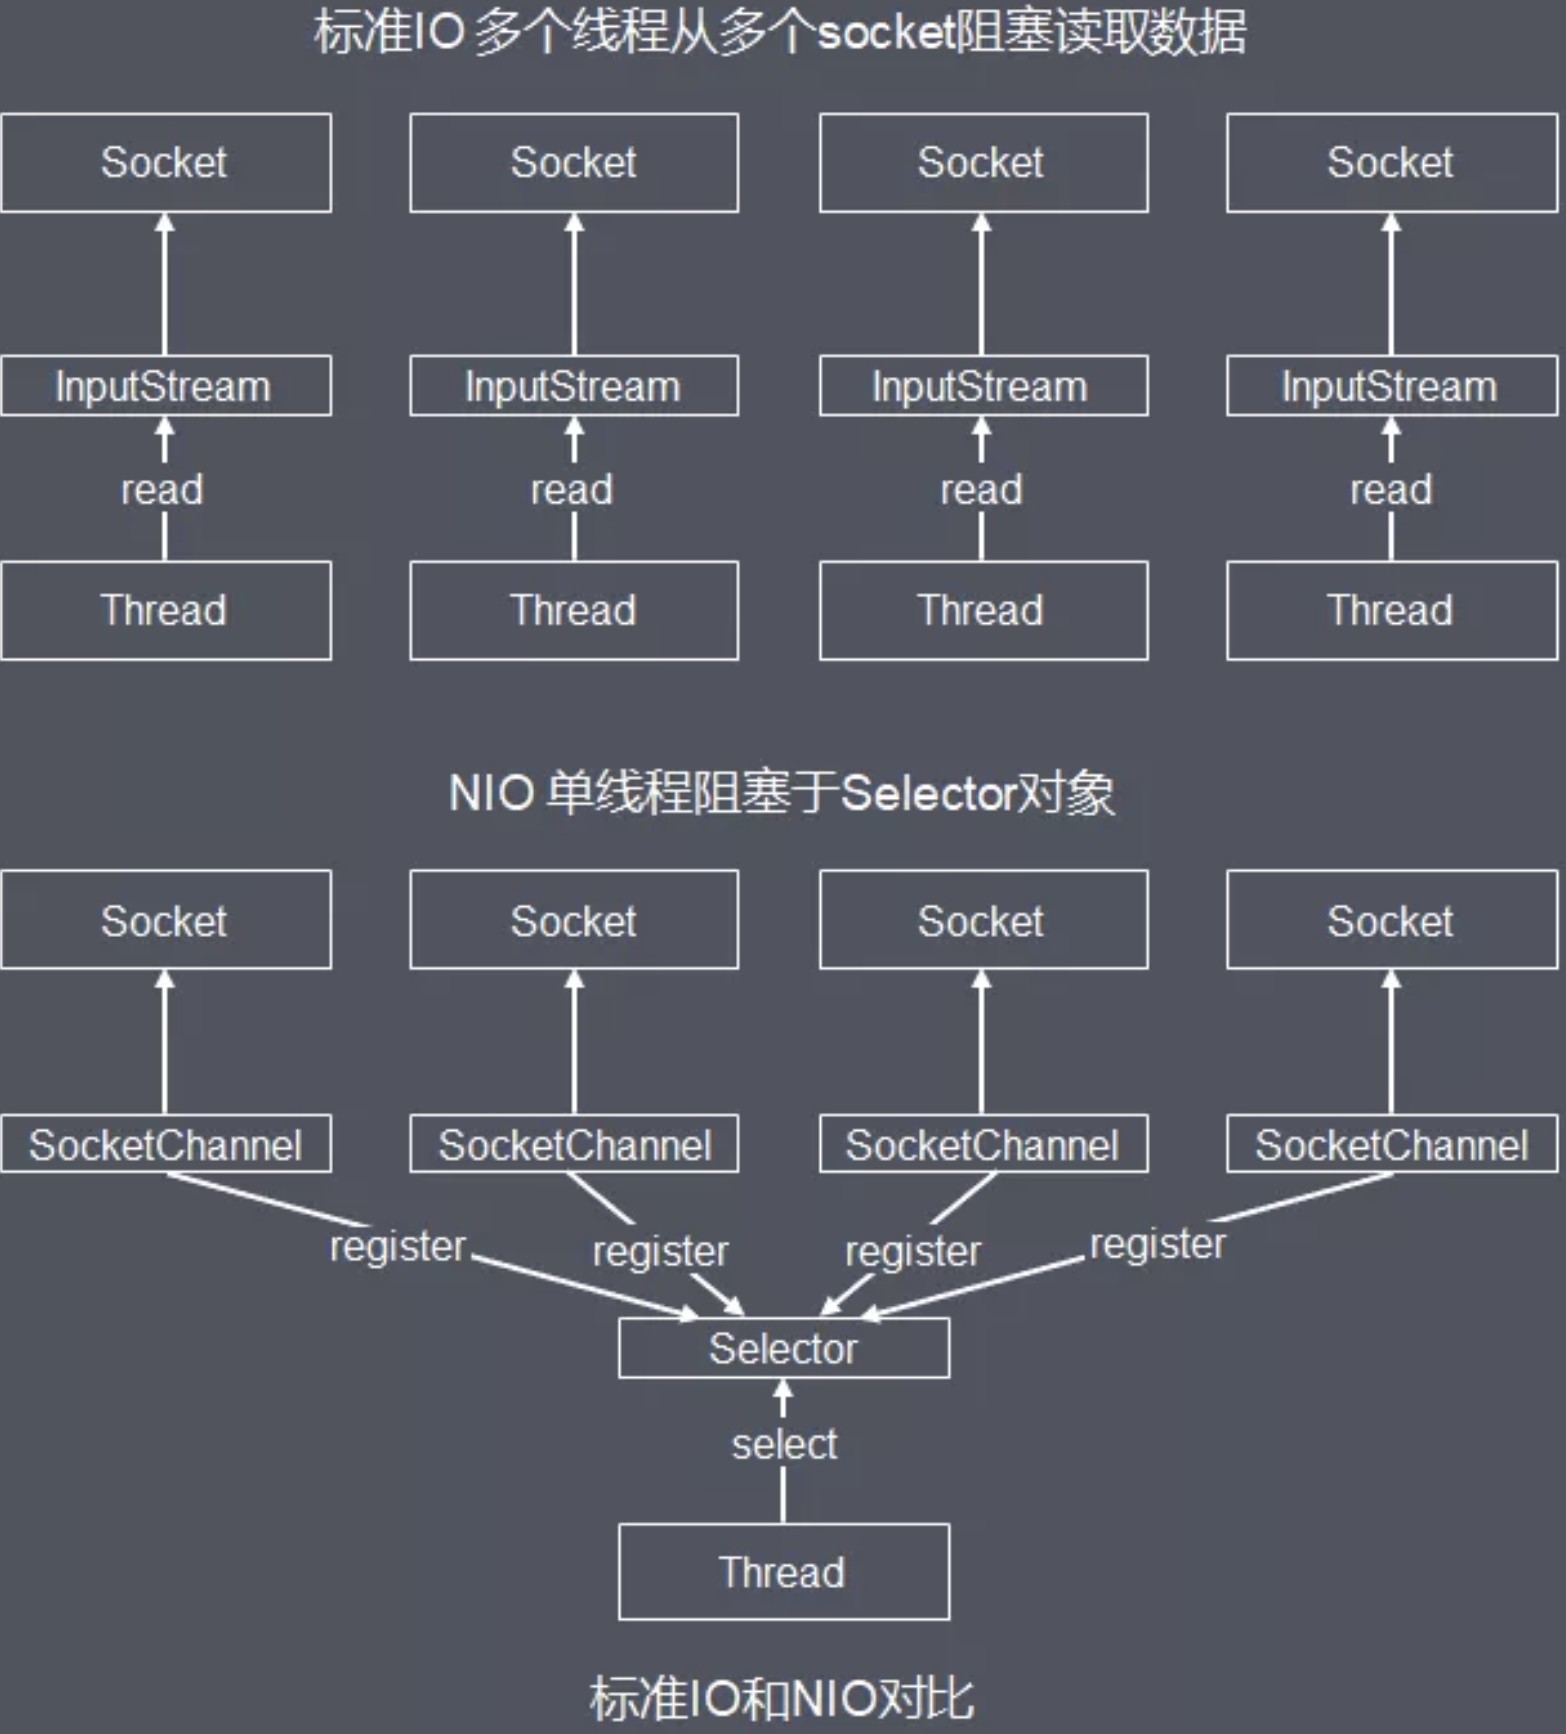 标准IO 多个线程从多个socket阻塞读取数据
Socket Socket Socket Socket
InputStream InputStream InputStream InputStream
read read read read
Thread Thread Thread Thread
NIO 单线程阻塞于Selector对象
Socket Socket Socket Socket
SocketChannel SocketChannel SocketChannel SocketChannel
register register register register
Selector
select
Thread
标准IO和NIO对比